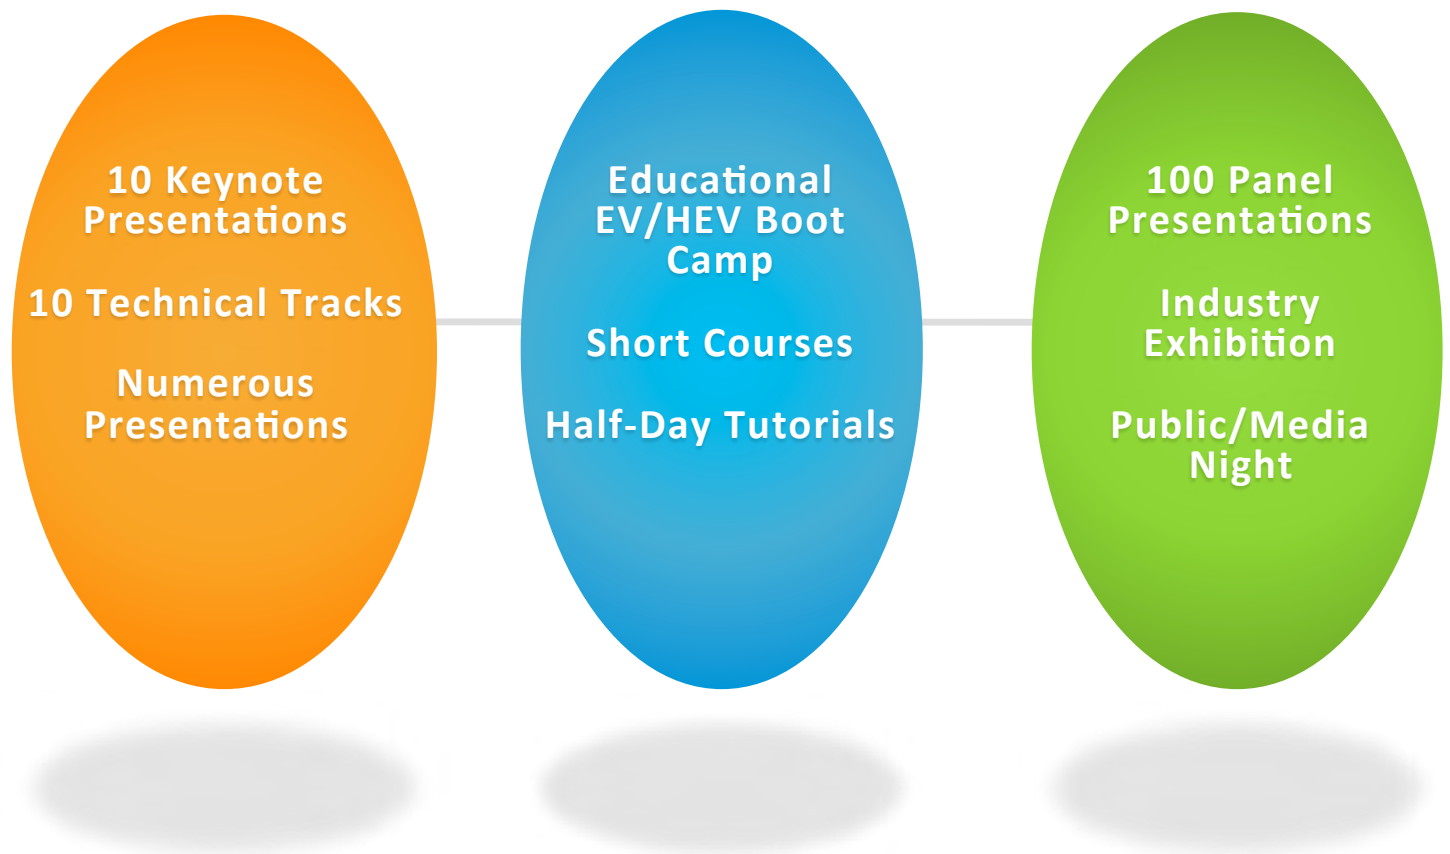 10 Keynote
Presentations
10 Technical Tracks
Numerous
Presentations
Educational
EV/HEV Boot
Camp
Short Courses
Half-Day Tutorials
100 Panel
Presentations
Industry
Exhibition
Public/Media
Night